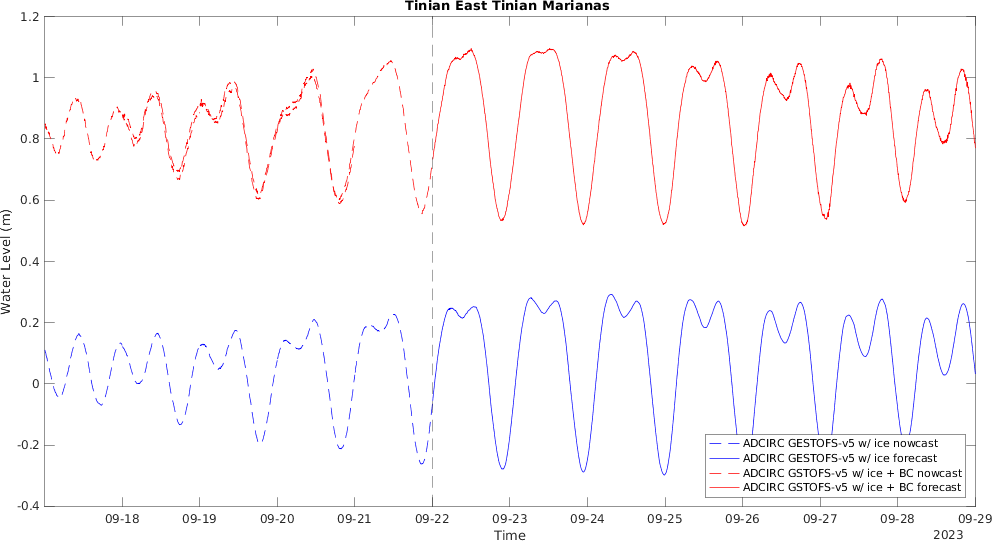 Tinian East Tinian Marianas
1.2
1
0.8
0.6
0.4
0.2
0
-0.2
-0.4
Water Level (m)
ADCIRC GESTOFS-v5 w/ ice nowcast
ADCIRC GESTOFS-v5 w/ ice forecast
ADCIRC GSTOFS-v5 w/ ice + BC nowcast
ADCIRC GSTOFS-v5 w/ ice + BC forecast
09-18 09-19 09-20 09-21 09-22 09-23 09-24 09-25 09-26 09-27 09-28 09-29
Time
2023